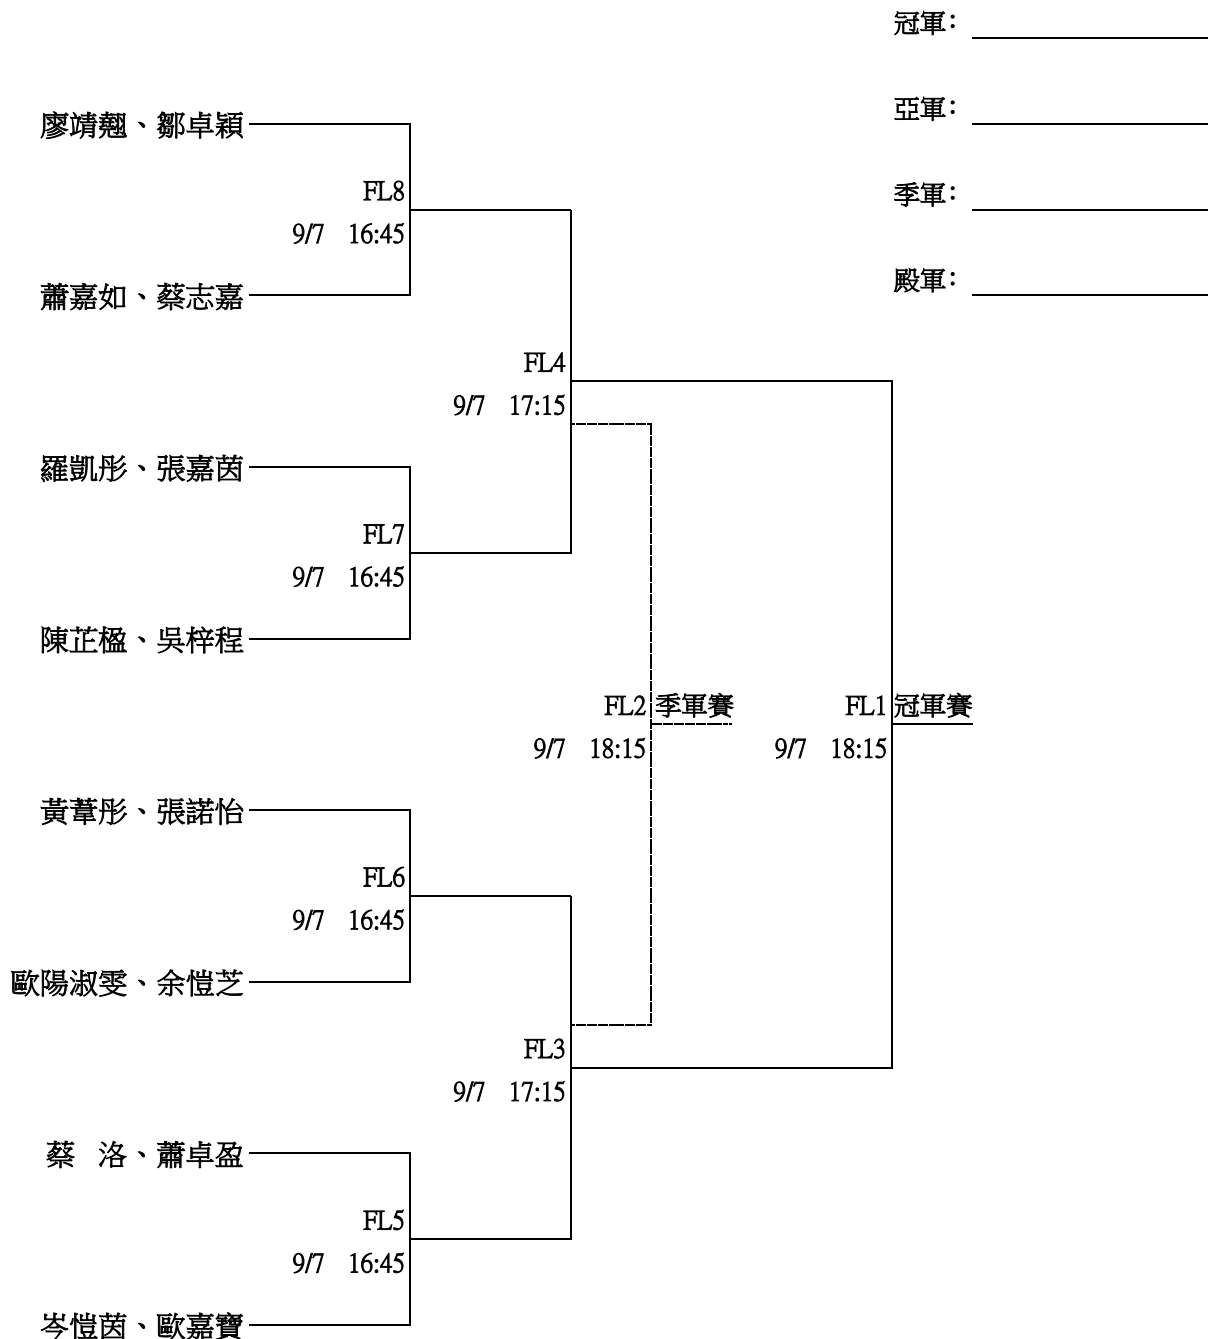 冠軍：
亞軍：
廖靖翹、鄒卓穎
FL8
季軍：
9/7 16:45
殿軍：
蕭嘉如、蔡志嘉
FL4
9/7 17:15
羅凱彤、張嘉茵
FL7
9/7 16:45
陳芷楹、吳梓程
FL2 季軍賽
FL1 冠軍賽
9/7 18:15
9/7 18:15
黃葦彤、張諾怡
FL6
9/7 16:45
歐陽淑雯、余愷芝
FL3
9/7 17:15
蔡 洛、蕭卓盈
FL5
9/7 16:45
岑愷茵、歐嘉寶